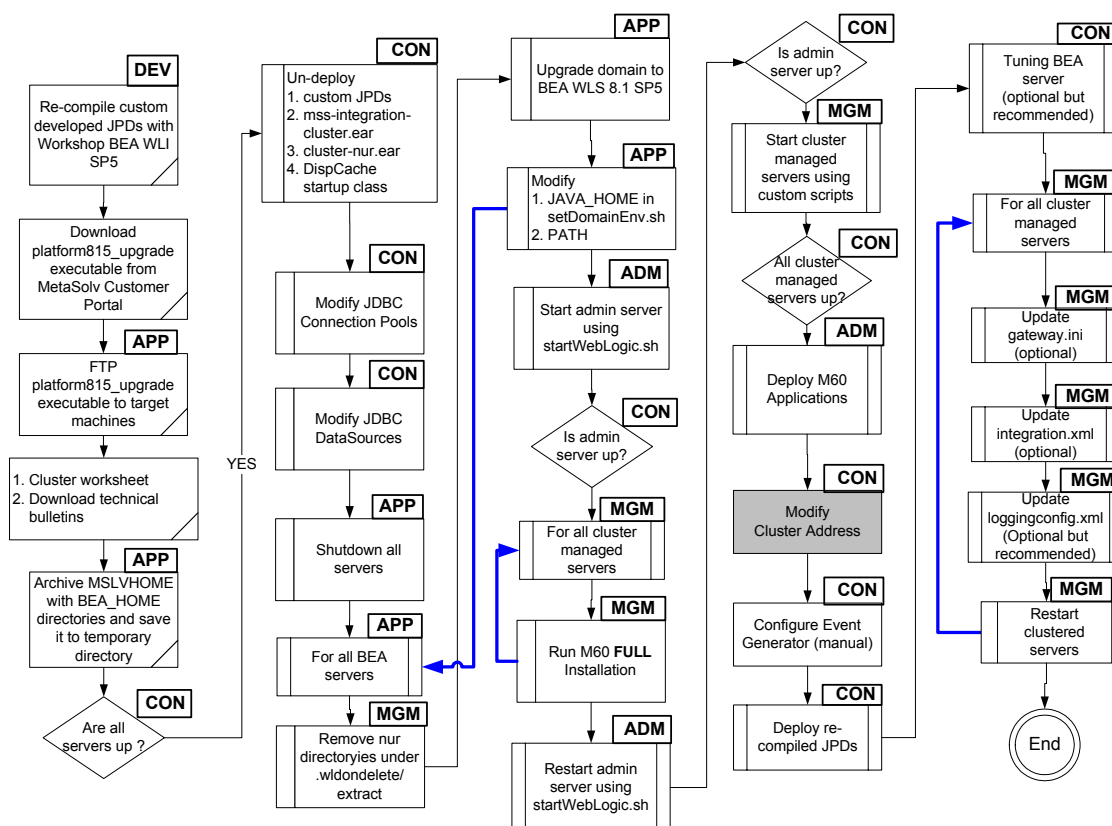 DEV
Re-compile custom
developed JPDs with
Workshop BEA WLI
SP5
Download
platform815_upgrade
executable from
MetaSolv Customer
Portal
APP
FTP
platform815_upgrade
executable to target
machines
1. Cluster worksheet
2. Download technical
bulletins
APP
Archive MSLVHOME
with BEA_HOME
directories and save
it to temporary
directory
CON
Are all
servers up ?
YES
CON
Un-deploy
1. custom JPDs
2. mss-integration-
cluster.ear
3. cluster-nur.ear
4. DispCache
startup class
CON
Modify JDBC
Connection Pools
CON
Modify JDBC
DataSources
APP
Shutdown all
servers
APP
For all BEA
servers
MGM
Remove nur
directoryies under
.wldondelete/
extract
APP
Upgrade domain to
BEA WLS 8.1 SP5
APP
Modify
1. JAVA_HOME in
setDomainEnv.sh
2. PATH
ADM
Start admin server
using
startWebLogic.sh
CON
Is admin
server up?
MGM
For all cluster
managed
servers
MGM
Run M60 FULL
Installation
ADM
Restart admin
server using
startWebLogic.sh
CON
Is admin
server up?
MGM
Start cluster
managed
servers using
custom scripts
CON
All cluster
managed
servers up?
ADM
Deploy M60
Applications
CON
Modify
Cluster Address
CON
Configure Event
Generator (manual)
CON
Deploy re-
compiled JPDs
CON
Tuning BEA
server
(optional but
recommended)
MGM
For all cluster
managed
servers
MGM
Update
gateway.ini
(optional)
MGM
Update
integration.xml
(optional)
MGM
Update
loggingconfig.xml
(Optional but
recommended)
MGM
Restart
clustered
servers
End